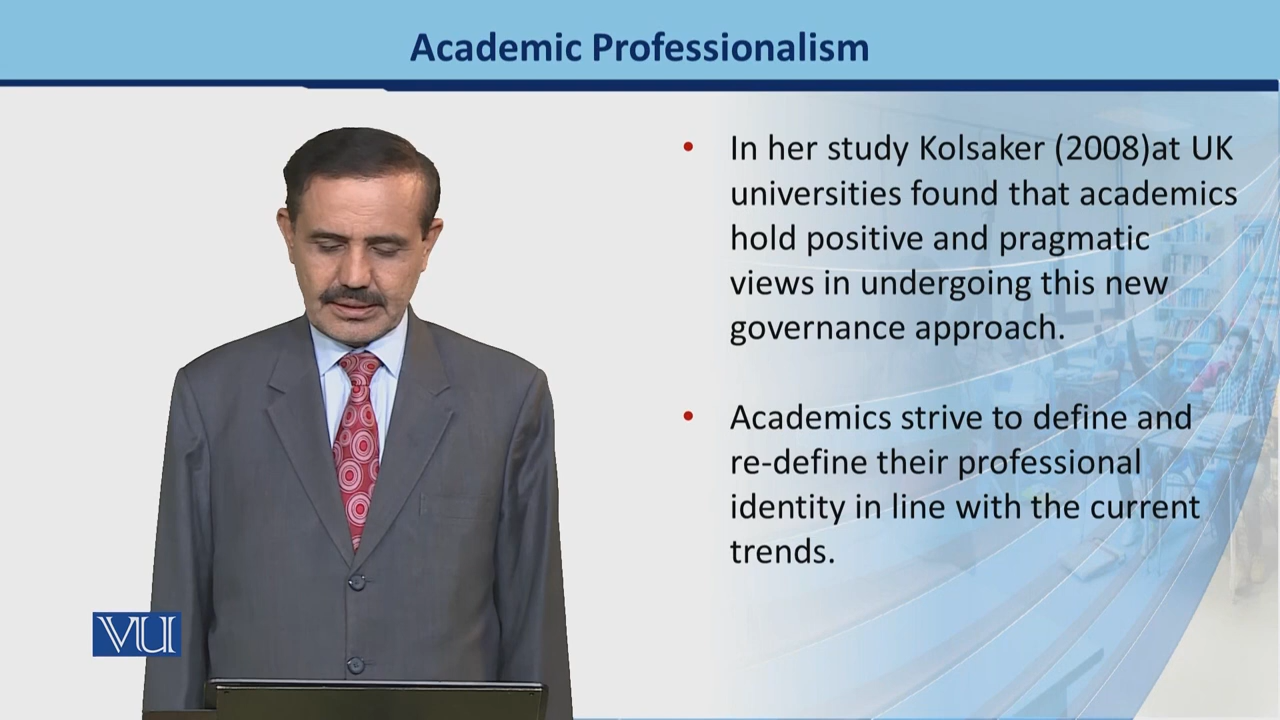 Academic Professionalism
• In her study Kolsaker (2008)at UK
universities found that academics
hold positive and pragmatic
views in undergoing this new
governance approach.
• Academics strive to define and
re-define their professional
identity in line with the current
trends.
VU